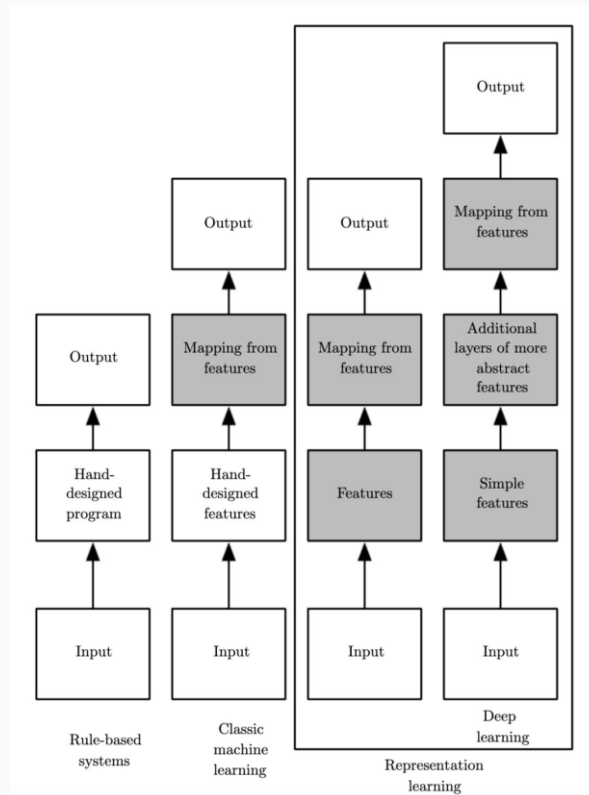 Output
Output
Output
Mapping from
features
Output
Mapping from
features
Mapping from
features
Additional
layers of more
abstract
features
Hand-
designed
program
Hand-
designed
features
Features
Simple
features
Input
Input
Input
Input
Rule-based
systems
Classic
machine
learning
Deep
learning
Representation
learning